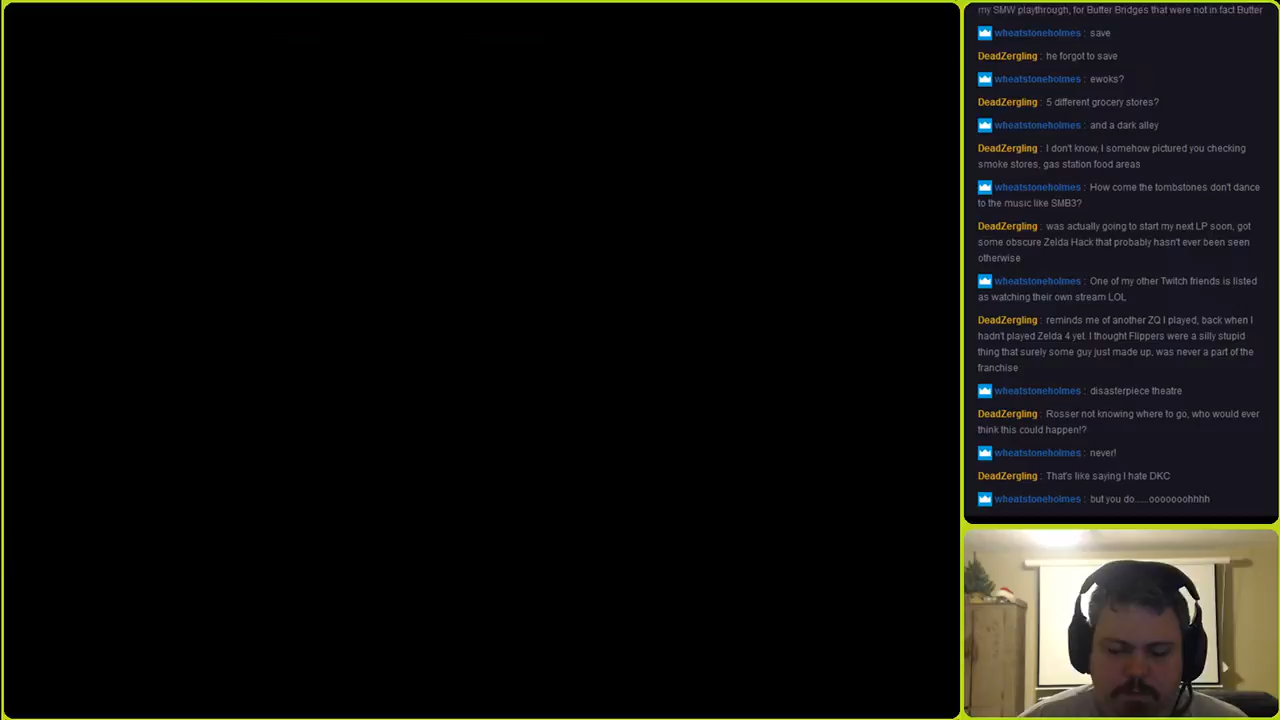 my SMW playthrough, for Butter Bridges that were not in fact Butter
wheatstoneholmes : save
DeadZergling : he forgot to save
wheatstoneholmes : ewoks?
DeadZergling : 5 different grocery stores?
wheatstoneholmes : and a dark alley
DeadZergling : I don't know, I somehow pictured you checking
smoke stores, gas station food areas
wheatstoneholmes : How come the tombstones don't dance
to the music like SMB3?
DeadZergling : was actually going to start my next LP soon, got
some obscure Zelda Hack that probably hasn't ever been seen
otherwise
wheatstoneholmes : One of my other Twitch friends is listed
as watching their own stream LOL
DeadZergling : reminds me of another ZQ I played, back when I
hadn't played Zelda 4 yet. I thought Flippers were a silly stupid
thing that surely some guy just made up, was never a part of the
franchise
wheatstoneholmes : disasterpiece theatre
DeadZergling : Rosser not knowing where to go, who would ever
think this could happen!?
wheatstoneholmes : never!
DeadZergling : That's like saying I hate DKC
wheatstoneholmes : but you do......ooooooohhhh